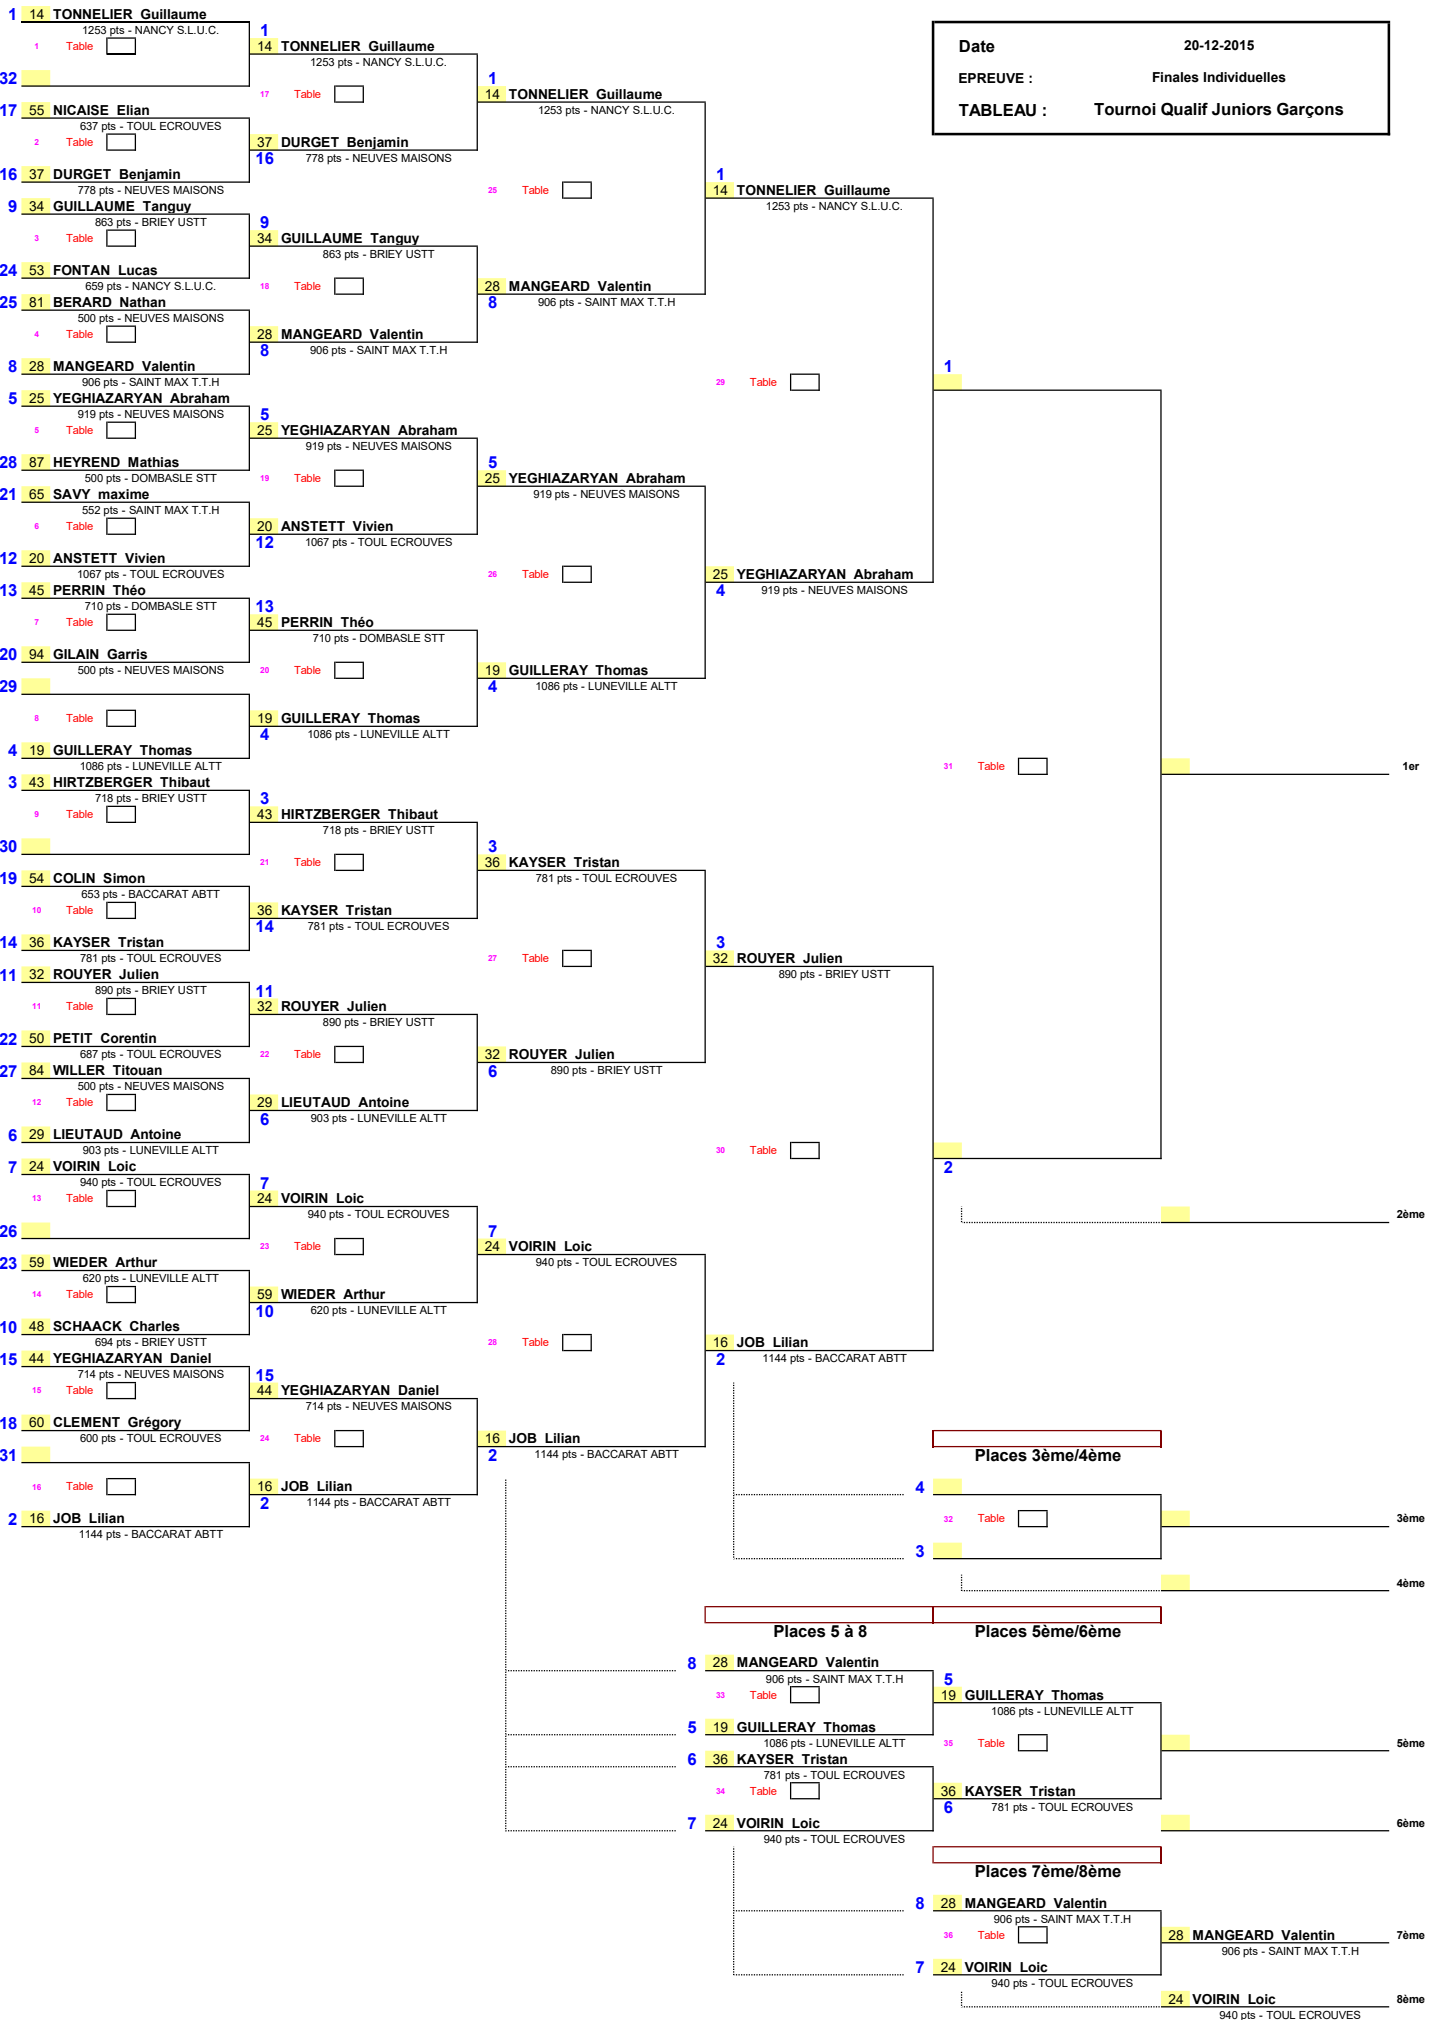 Date 20-12-2015
EPREUVE : Finales Individuelles
TABLEAU : Tournoi Qualif Juniors Garçons
1 14 TONNELIER Guillaume
1253 pts - NANCY S.L.U.C.
1 Table
32
17 55 NICAISE Elian
637 pts - TOUL ECROUVES
2 Table
16 37 DURGET Benjamin
778 pts - NEUVES MAISONS
9 34 GUILLAUME Tanguy
863 pts - BRIEY USTT
3 Table
24 53 FONTAN Lucas
659 pts - NANCY S.L.U.C.
25 81 BERARD Nathan
500 pts - NEUVES MAISONS
4 Table
8 28 MANGEARD Valentin
906 pts - SAINT MAX T.T.H
5 25 YEGHIAZARYAN Abraham
919 pts - NEUVES MAISONS
5 Table
28 87 HEYREND Mathias
500 pts - DOMBASLE STT
21 65 SAVY maxime
552 pts - SAINT MAX T.T.H
6 Table
12 20 ANSTETT Vivien
1067 pts - TOUL ECROUVES
13 45 PERRIN Théo
710 pts - DOMBASLE STT
7 Table
20 94 GILAIN Garris
500 pts - NEUVES MAISONS
29
8 Table
4 19 GUILLERAY Thomas
1086 pts - LUNEVILLE ALTT
3 43 HIRTZBERGER Thibaut
718 pts - BRIEY USTT
9 Table
30
19 54 COLIN Simon
653 pts - BACCARAT ABTT
10 Table
14 36 KAYSER Tristan
781 pts - TOUL ECROUVES
11 32 ROUYER Julien
890 pts - BRIEY USTT
11 Table
22 50 PETIT Corentin
687 pts - TOUL ECROUVES
27 84 WILLER Titouan
500 pts - NEUVES MAISONS
12 Table
6 29 LIEUTAUD Antoine
903 pts - LUNEVILLE ALTT
7 24 VOIRIN Loic
940 pts - TOUL ECROUVES
13 Table
26
23 59 WIEDER Arthur
620 pts - LUNEVILLE ALTT
14 Table
10 48 SCHAACK Charles
694 pts - BRIEY USTT
15 44 YEGHIAZARYAN Daniel
714 pts - NEUVES MAISONS
15 Table
18 60 CLEMENT Grégory
600 pts - TOUL ECROUVES
31
16 Table
2 16 JOB Lilian
1144 pts - BACCARAT ABTT
1
14 TONNELIER Guillaume
1253 pts - NANCY S.L.U.C.
17 Table
37 DURGET Benjamin
16 778 pts - NEUVES MAISONS
9
34 GUILLAUME Tanguy
863 pts - BRIEY USTT
18 Table
28 MANGEARD Valentin
8 906 pts - SAINT MAX T.T.H
5
25 YEGHIAZARYAN Abraham
919 pts - NEUVES MAISONS
19 Table
20 ANSTETT Vivien
12 1067 pts - TOUL ECROUVES
13
45 PERRIN Théo
710 pts - DOMBASLE STT
20 Table
19 GUILLERAY Thomas
4 1086 pts - LUNEVILLE ALTT
3
43 HIRTZBERGER Thibaut
718 pts - BRIEY USTT
21 Table
36 KAYSER Tristan
14 781 pts - TOUL ECROUVES
11
32 ROUYER Julien
890 pts - BRIEY USTT
22 Table
29 LIEUTAUD Antoine
6 903 pts - LUNEVILLE ALTT
7
24 VOIRIN Loic
940 pts - TOUL ECROUVES
23 Table
59 WIEDER Arthur
10 620 pts - LUNEVILLE ALTT
15
44 YEGHIAZARYAN Daniel
714 pts - NEUVES MAISONS
24 Table
16 JOB Lilian
2 1144 pts - BACCARAT ABTT
1
14 TONNELIER Guillaume
1253 pts - NANCY S.L.U.C.
25 Table
28 MANGEARD Valentin
8 906 pts - SAINT MAX T.T.H
5
25 YEGHIAZARYAN Abraham
919 pts - NEUVES MAISONS
26 Table
19 GUILLERAY Thomas
4 1086 pts - LUNEVILLE ALTT
3
36 KAYSER Tristan
781 pts - TOUL ECROUVES
27 Table
32 ROUYER Julien
6 890 pts - BRIEY USTT
7
24 VOIRIN Loic
940 pts - TOUL ECROUVES
28 Table
16 JOB Lilian
2 1144 pts - BACCARAT ABTT
1
14 TONNELIER Guillaume
1253 pts - NANCY S.L.U.C.
29 Table
25 YEGHIAZARYAN Abraham
4 919 pts - NEUVES MAISONS
3
32 ROUYER Julien
890 pts - BRIEY USTT
30 Table
16 JOB Lilian
2 1144 pts - BACCARAT ABTT
1
31 Table
1er
2
2ème
Places 3ème/4ème
4
32 Table
3ème
3
4ème
Places 5 à 8
8 28 MANGEARD Valentin
906 pts - SAINT MAX T.T.H
33 Table
5 19 GUILLERAY Thomas
1086 pts - LUNEVILLE ALTT
6 36 KAYSER Tristan
781 pts - TOUL ECROUVES
34 Table
7 24 VOIRIN Loic
940 pts - TOUL ECROUVES
Places 5ème/6ème
5
19 GUILLERAY Thomas
1086 pts - LUNEVILLE ALTT
35 Table
5ème
36 KAYSER Tristan
6 781 pts - TOUL ECROUVES
6ème
Places 7ème/8ème
8 28 MANGEARD Valentin
906 pts - SAINT MAX T.T.H
36 Table
28 MANGEARD Valentin 7ème
906 pts - SAINT MAX T.T.H
7 24 VOIRIN Loic
940 pts - TOUL ECROUVES
24 VOIRIN Loic 8ème
940 pts - TOUL ECROUVES